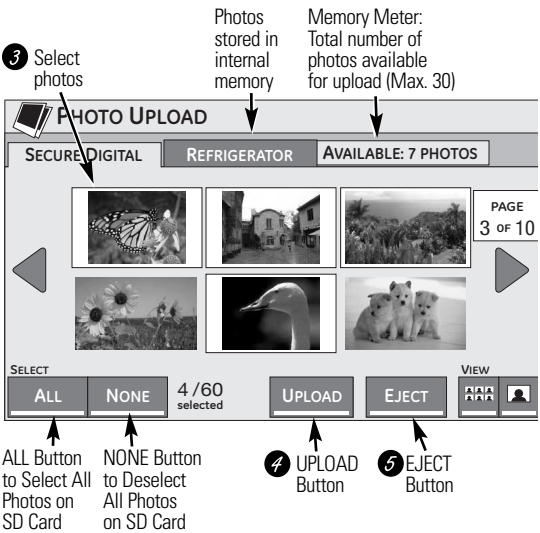 Photos
stored in
internal
memory
Memory Meter:
Total number of
photos available
for upload (Max. 30)
3 Select
photos
PHOTO UPLOAD
SECURE DIGITAL
REFRIGERATOR
AVAILABLE: 7 PHOTOS
PAGE
3 OF 10
SELECT
ALL
NONE
4/60
selected
UPLOAD
EJECT
VIEW
ALL Button
to Select All
Photos on
SD Card
NONE Button
to Deselect
All Photos
on SD Card
4 UPLOAD
Button
5 EJECT
Button